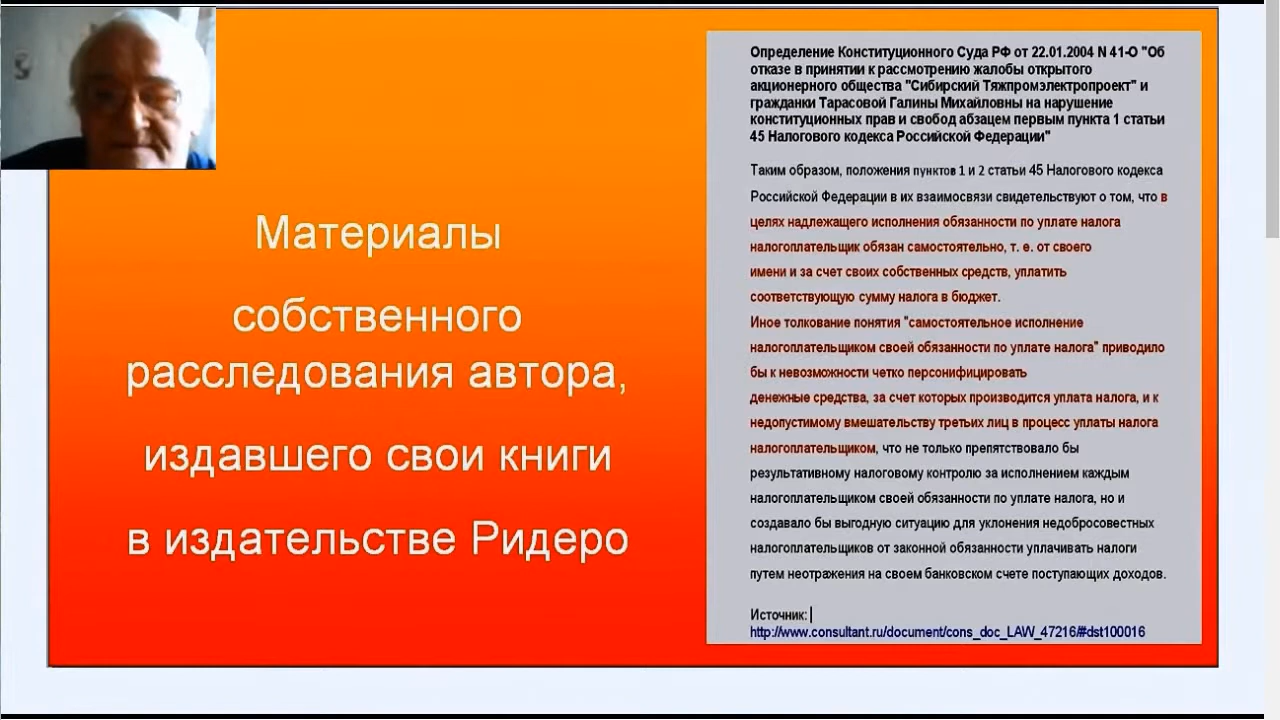 Материалы
собственного
расследования автора,
издавшего свои книги
в издательстве Ридеро
Определение Конституционного Суда РФ от 22.01.2004 N 41-О "Об
отказе в принятии к рассмотрению жалобы открытого
акционерного общества "Сибирский Тяжпромэлектропроект" и
гражданки Тарасовой Галины Михайловны на нарушение
конституционных прав и свобод абзацем первым пункта 1 статьи
45 Налогового кодекса Российской Федерации"
Таким образом, положения пунктов 1 и 2 статьи 45 Налогового кодекса
Российской Федерации в их взаимосвязи свидетельствуют о том, что в
целях надлежащего исполнения обязанности по уплате налога
налогоплательщик обязан самостоятельно, т. е. от своего
имени и за счет своих собственных средств, уплатить
соответствующую сумму налога в бюджет.
Иное толкование понятия "самостоятельное исполнение
налогоплательщиком своей обязанности по уплате налога" приводило
бы к невозможности четко персонифицировать
денежные средства, за счет которых производится уплата налога, и к
недопустимому вмешательству третьих лиц в процесс уплаты налога
налогоплательщиком, что не только препятствовало бы
результативному налоговому контролю за исполнением каждым
налогоплательщиком своей обязанности по уплате налога, но и
создавало бы выгодную ситуацию для уклонения недобросовестных
налогоплательщиков от законной обязанности уплачивать налоги
путем неотражения на своем банковском счете поступающих доходов.
Источник:
http://www.consultant.ru/document/cons_doc_LAW_47216/#dst100016